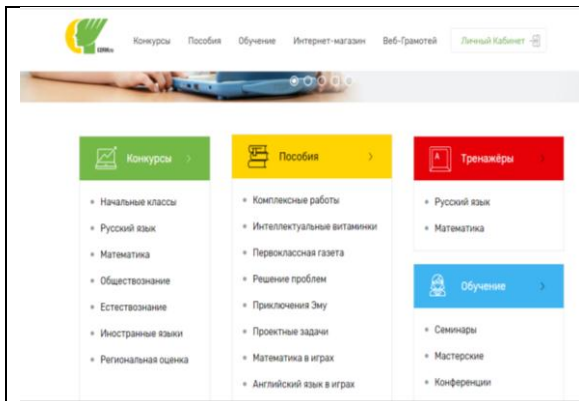 Конкурсы Пособия Обучение Интернет-магазин Веб-Грамотей Личный Кабинет
Конкурсы
Начальные классы
Русский язык
Математика
Обществознание
Естествознание
Иностранные языки
Региональная оценка
Пособия
Комплексные работы
Интеллектуальные витаминки
Первоклассная газета
Решение проблем
Приключения Эму
Проектные задачи
Математика в играх
Английский язык в играх
А
Тренажёры
Русский язык
Математика
Обучение
Семинары
Мастерские
Конференции